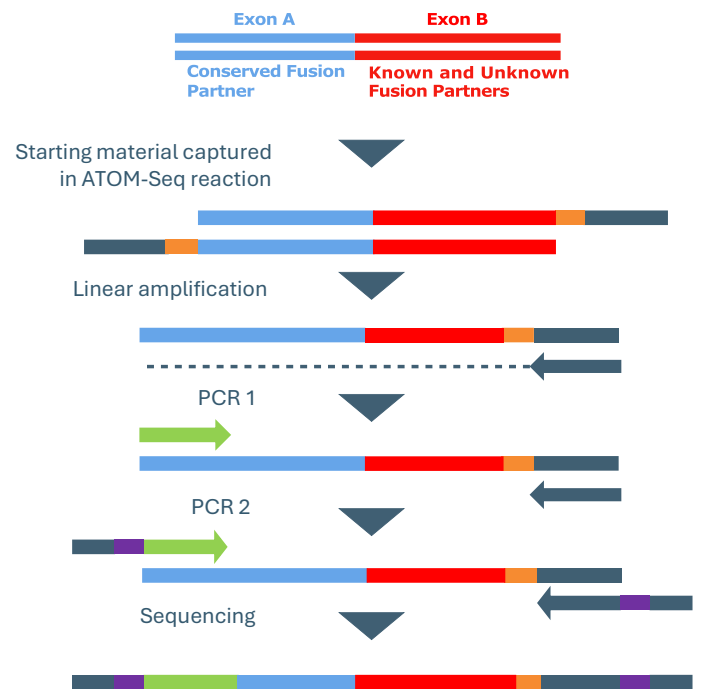 Exon A
Exon B
Conserved Fusion
Partner
Known and Unknown
Fusion Partners
Starting material captured
in ATOM-Seq reaction
Linear amplification
PCR 1
PCR 2
Sequencing